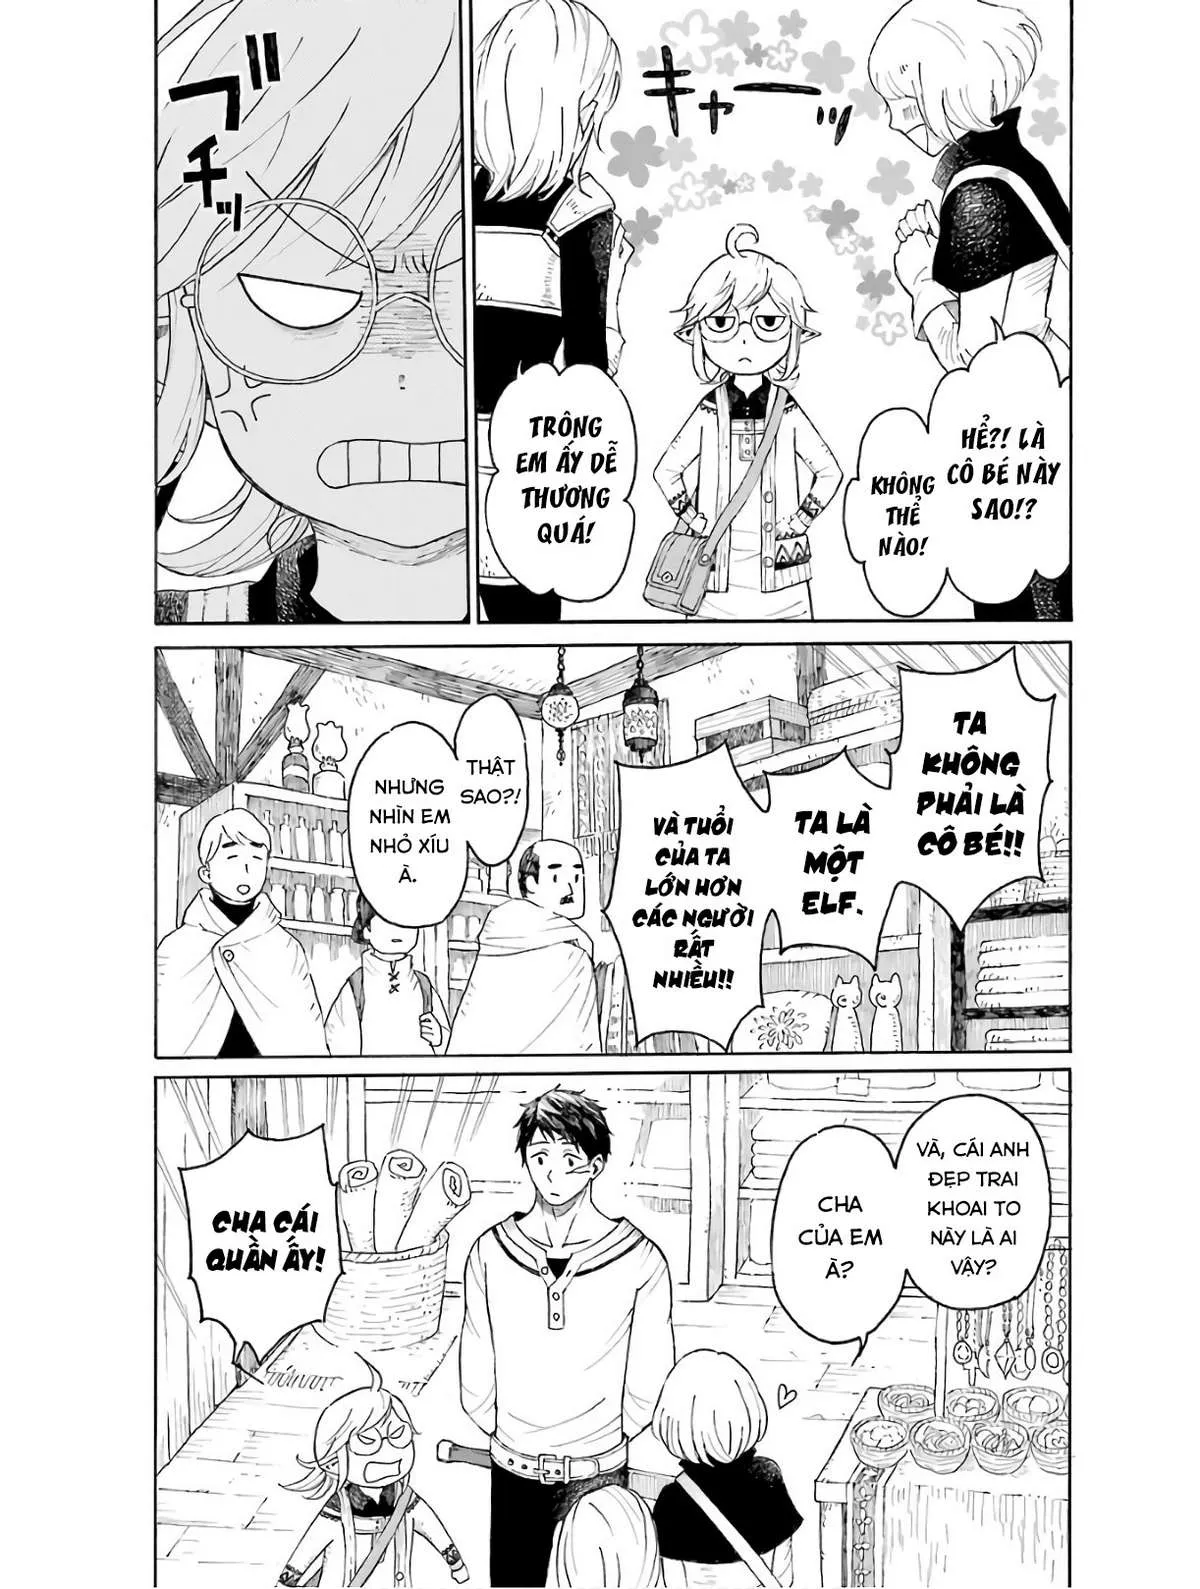 キャーッ
HỂ?! LÀ
CÔ BÉ NÀY
SAO!?
KHÔNG
THỂ
NÀO!
TRÔNG
EM ẤY DỄ
THƯƠNG
QUÁ!
ブチッ
TA
KHÔNG
PHẢI LÀ
CÔ BÉ!!
TA LÀ
MỘT
ELF.
VÀ TUỔI
CỦA TA
LỚN HƠN
CÁC NGƯỜI
RẤT
NHIỀU!!
THẬT
SAO?!
NHƯNG
NHÌN EM
NHỎ XÍU
À.
VÀ, CÁI ANH
ĐẸP TRAI
KHOAI TO
NÀY LÀ AI
VẬY?
CHA
CỦA EM
À?
CHA CÁI
QUẦN ẤY!